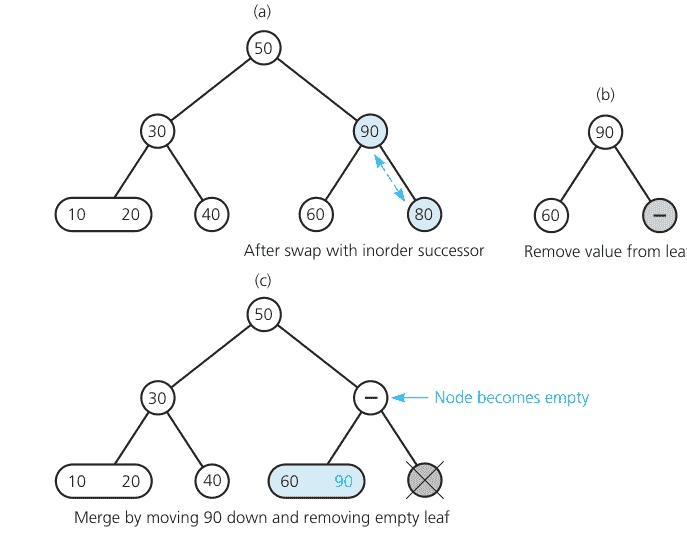 (a)
50
30
90
10 20
40
60
80
After swap with inorder successor
(b)
90
60
–
Remove value from leaf
(c)
50
30
–
Node becomes empty
10 20
40
60 90
Merge by moving 90 down and removing empty leaf